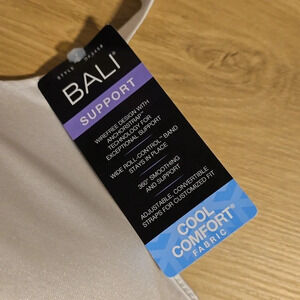 BALI®
SUPPORT
WIREFREE DESIGN WITH
ANCHORSTRAP™
TECHNOLOGY FOR
EXCEPTIONAL SUPPORT
WIDE ROLL-CONTROL™ BAND
STAYS IN PLACE
360° SMOOTHING
AND SUPPORT
ADJUSTABLE, CONVERTIBLE
STRAPS FOR CUSTOMIZED FIT
COOL
COMFORT®
FABRIC